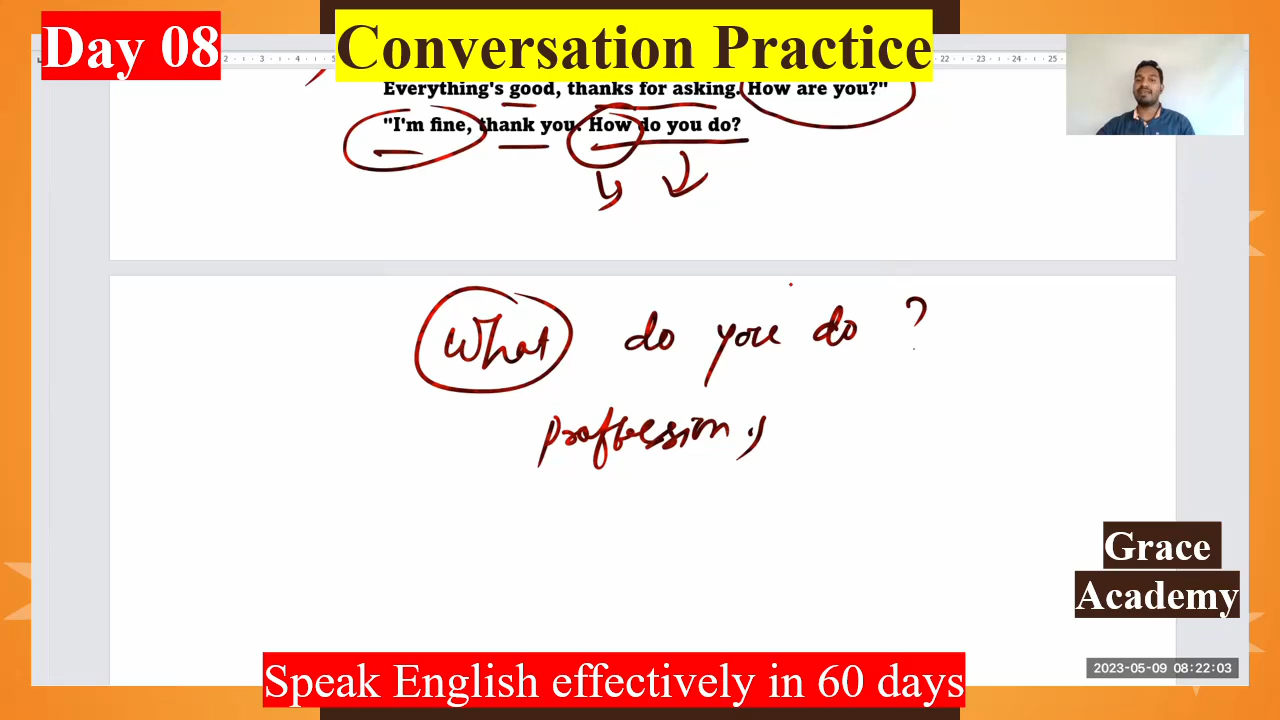 Day 08
Conversation Practice
Everything's good, thanks for asking. How are you?"
"I'm fine, thank you. How do you do?
What do you do ?
proffession
Grace
Academy
2023-05-09 08:22:03
Speak English effectively in 60 days